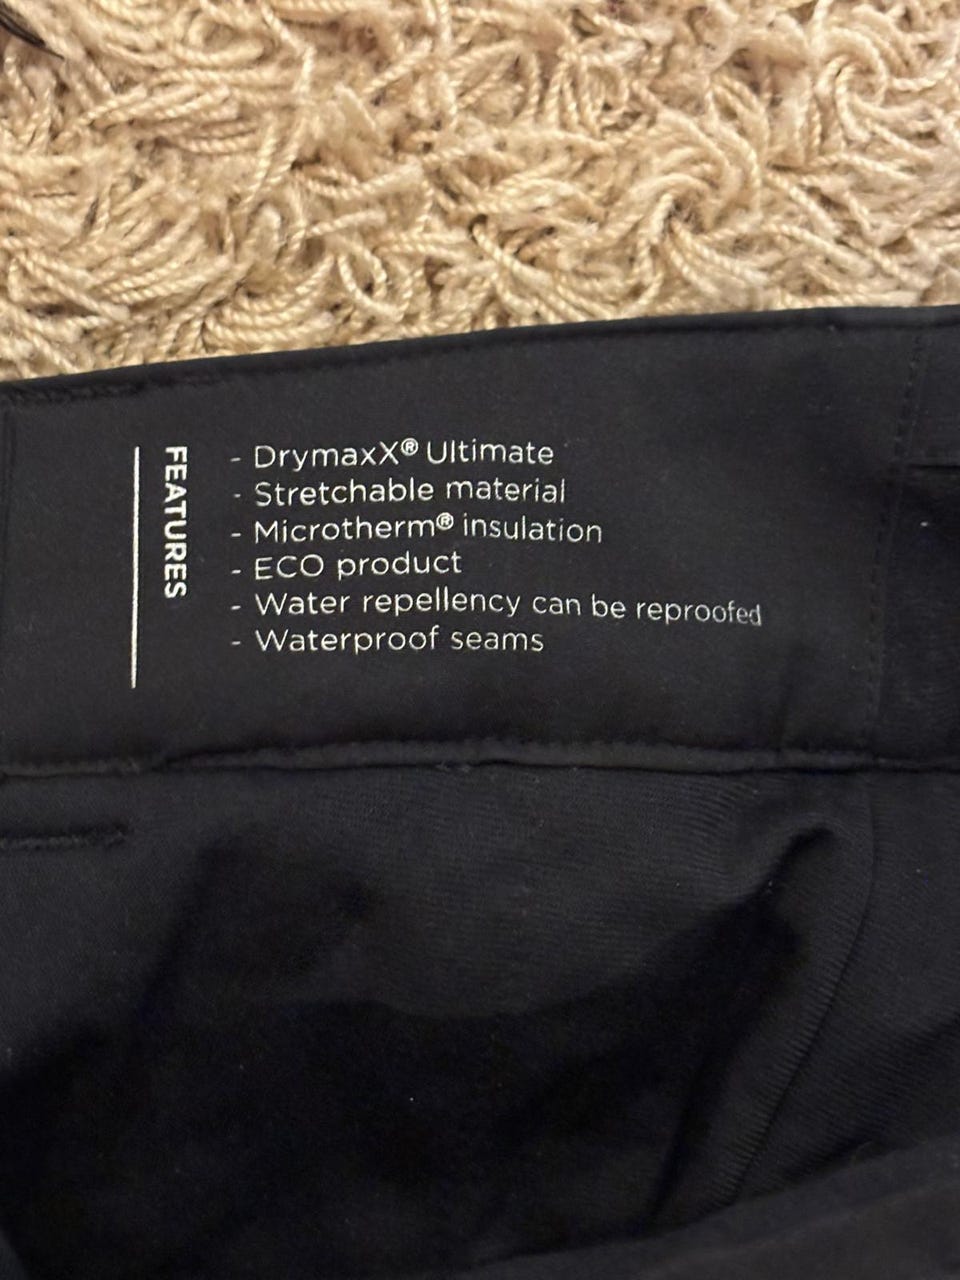 FEATURES
- DrymaxX® Ultimate
- Stretchable material
- Microtherm® insulation
- ECO product
- Water repellency can be reproofed
- Waterproof seams